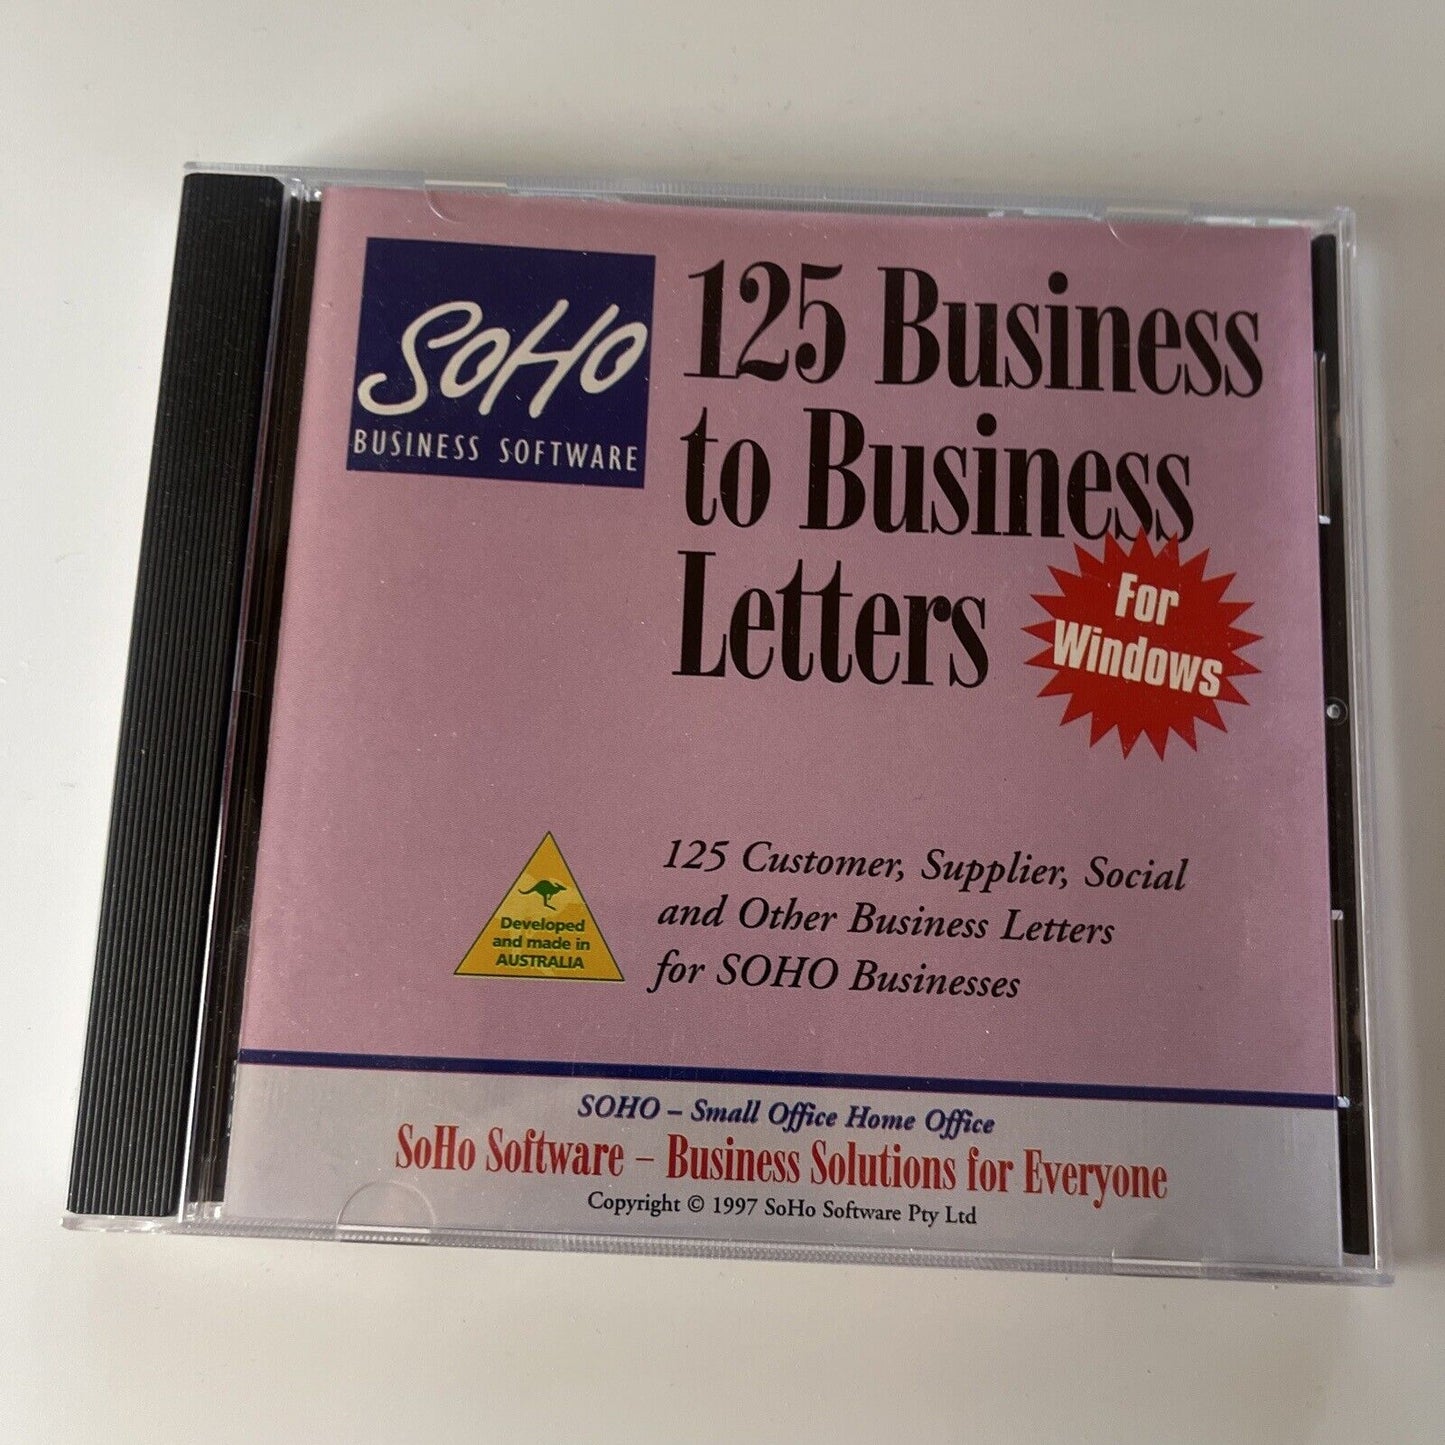 SoHo
BUSINESS SOFTWARE
125 Business
to Business
Letters
For
Windows
125 Customer, Supplier, Social
and Other Business Letters
for SOHO Businesses
Developed
and made in
AUSTRALIA
SOHO – Small Office Home Office
SoHo Software – Business Solutions for Everyone
Copyright © 1997 SoHo Software Pty Ltd